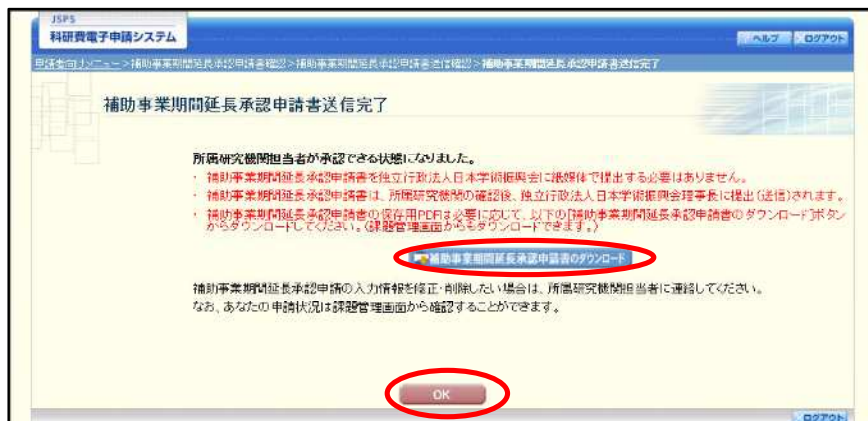 JSPS
科研費電子申請システム
ヘルプ ログアウト
申請者向けメニュー>補助事業期間延長承認申請書確認>補助事業期間延長承認申請書送信確認>補助事業期間延長承認申請書送信完了
補助事業期間延長承認申請書送信完了
所属研究機関担当者が承認できる状態になりました。
・ 補助事業期間延長承認申請書を独立行政法人日本学術振興会に紙媒体で提出する必要はありません。
・ 補助事業期間延長承認申請書は、所属研究機関の確認後、独立行政法人日本学術振興会理事長に提出(送信)されます。
・ 補助事業期間延長承認申請書の保存用PDFは必要に応じて、以下の[補助事業期間延長承認申請書のダウンロード]ボタン
からダウンロードしてください。(課題管理画面からもダウンロードできます。)
補助事業期間延長承認申請書のダウンロード
補助事業期間延長承認申請の入力情報を修正・削除したい場合は、所属研究機関担当者に連絡してください。
なお、あなたの申請状況は課題管理画面から確認することができます。
OK
ログアウト